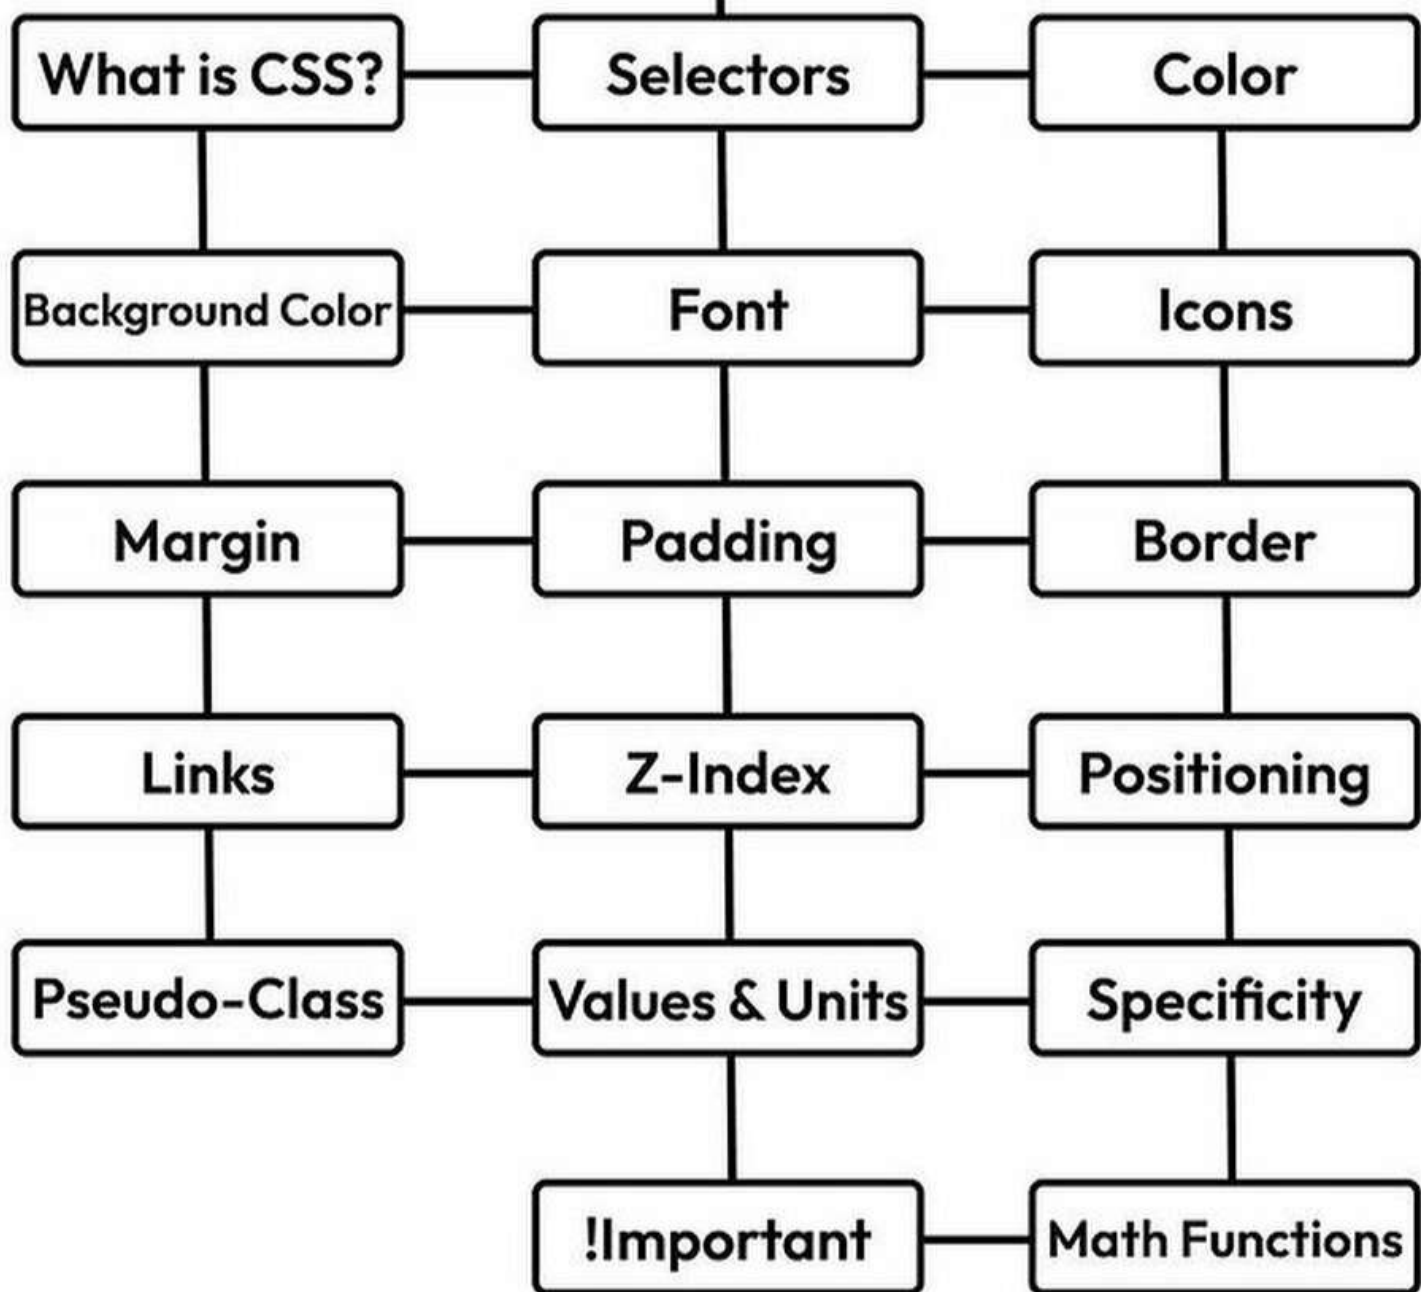 What is CSS?
Selectors
Color
Background Color
Font
Icons
Margin
Padding
Border
Links
Z-Index
Positioning
Pseudo-Class
Values & Units
Specificity
!Important
Math Functions